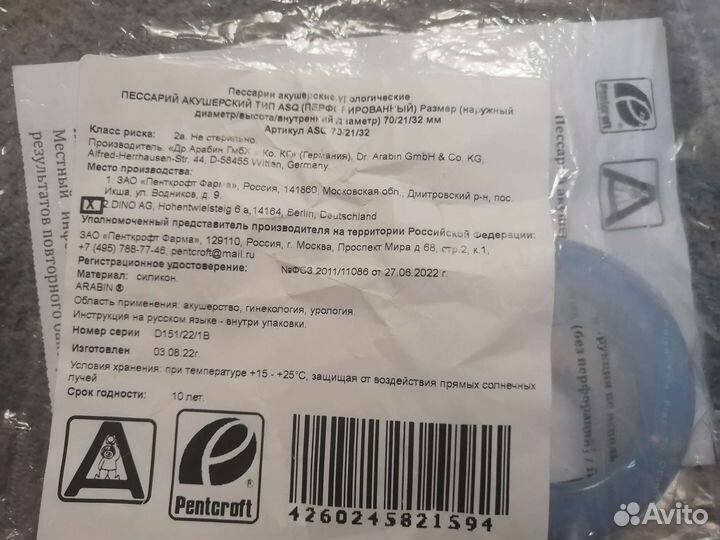 Пессарии акушерские урологические
ПЕССАРИЙ АКУШЕРСКИЙ ТИП ASQ (ПЕРФОРИРОВАННЫЙ) Размер (наружный
диаметр/высота/внутренний диаметр) 70/21/32 мм
Артикул ASQ 70/21/32
Класс риска: 2а. Не стерильно.
Производитель: «Др.Арабин ГмбХ & Ко. КГ» (Германия), Dr. Arabin GmbH & Co. KG,
Alfred-Herrhausen-Str. 44, D-58455 Witten, Germany
Место производства:
1. ЗАО «Пенткрофт Фарма», Россия, 141860, Московская обл., Дмитровский р-н, пос.
Икша, ул. Водников, д. 9
X 2 DINO AG, Hohentwielsteig 6 a, 14164, Berlin, Deutschland
Уполномоченный представитель производителя на территории Российской Федерации:
ЗАО «Пенткрофт Фарма», 129110, Россия, г. Москва, Проспект Мира д 68, стр.2, к.1,
+7 (495) 788-77-46, pentcroft@mail.ru
Регистрационное удостоверение: №ФСЗ 2011/11086 от 27.06.2022 г.
Материал: силикон.
ARABIN ®
Область применения: акушерство, гинекология, урология.
Инструкция на русском языке - внутри упаковки.
Номер серии D151/22/1В
Изготовлен 03.08.22г.
Условия хранения: при температуре +15 - +25°С, защищая от воздействия прямых солнечных
лучей
Срок годности: 10 лет.
A
Pentcroft ®
4260245821594
Местный
результатов повторного
Pentcroft
A
(без перфорации) /
Avito